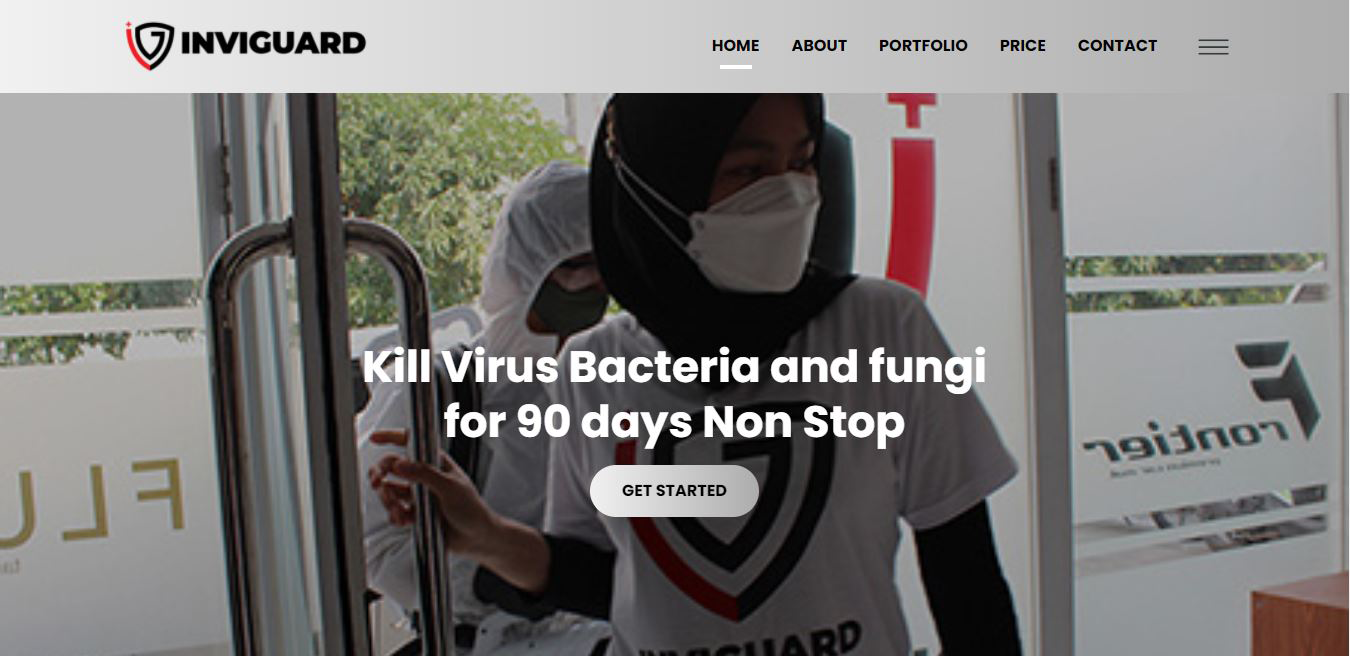 INVIGUARD
HOME ABOUT PORTFOLIO PRICE CONTACT
Kill Virus Bacteria and fungi
for 90 days Non Stop
GET STARTED
Frontier
FLU
INVIGUARD